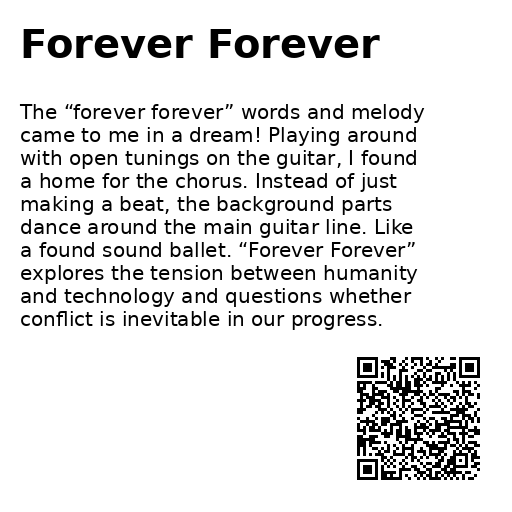 Forever Forever
The “forever forever” words and melody
came to me in a dream! Playing around
with open tunings on the guitar, I found
a home for the chorus. Instead of just
making a beat, the background parts
dance around the main guitar line. Like
a found sound ballet. “Forever Forever”
explores the tension between humanity
and technology and questions whether
conflict is inevitable in our progress.